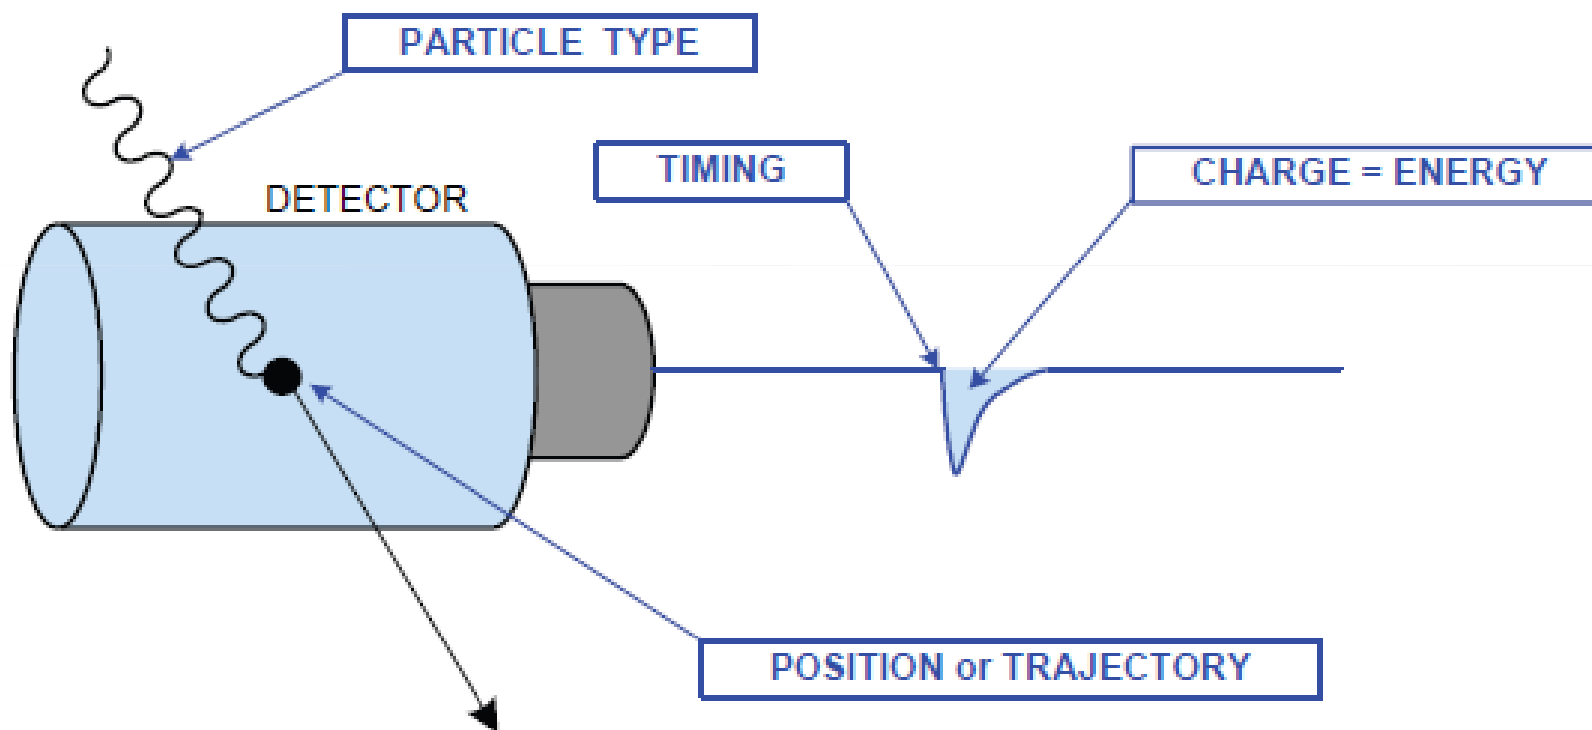 PARTICLE TYPE
TIMING
CHARGE = ENERGY
DETECTOR
POSITION or TRAJECTORY